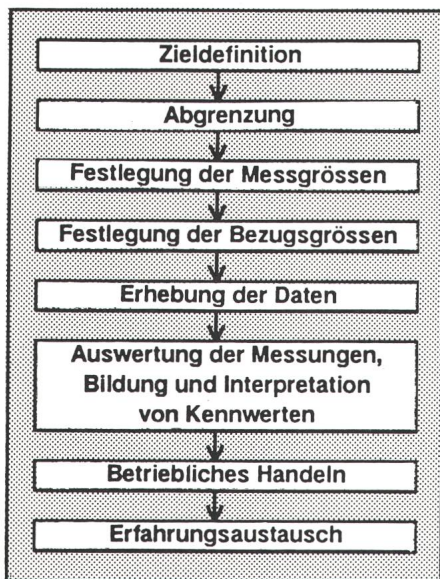 Zieldefinition
Abgrenzung
Festlegung der Messgrössen
Festlegung der Bezugsgrössen
Erhebung der Daten
Auswertung der Messungen,
Bildung und Interpretation
von Kennwerten
Betriebliches Handeln
Erfahrungsaustausch